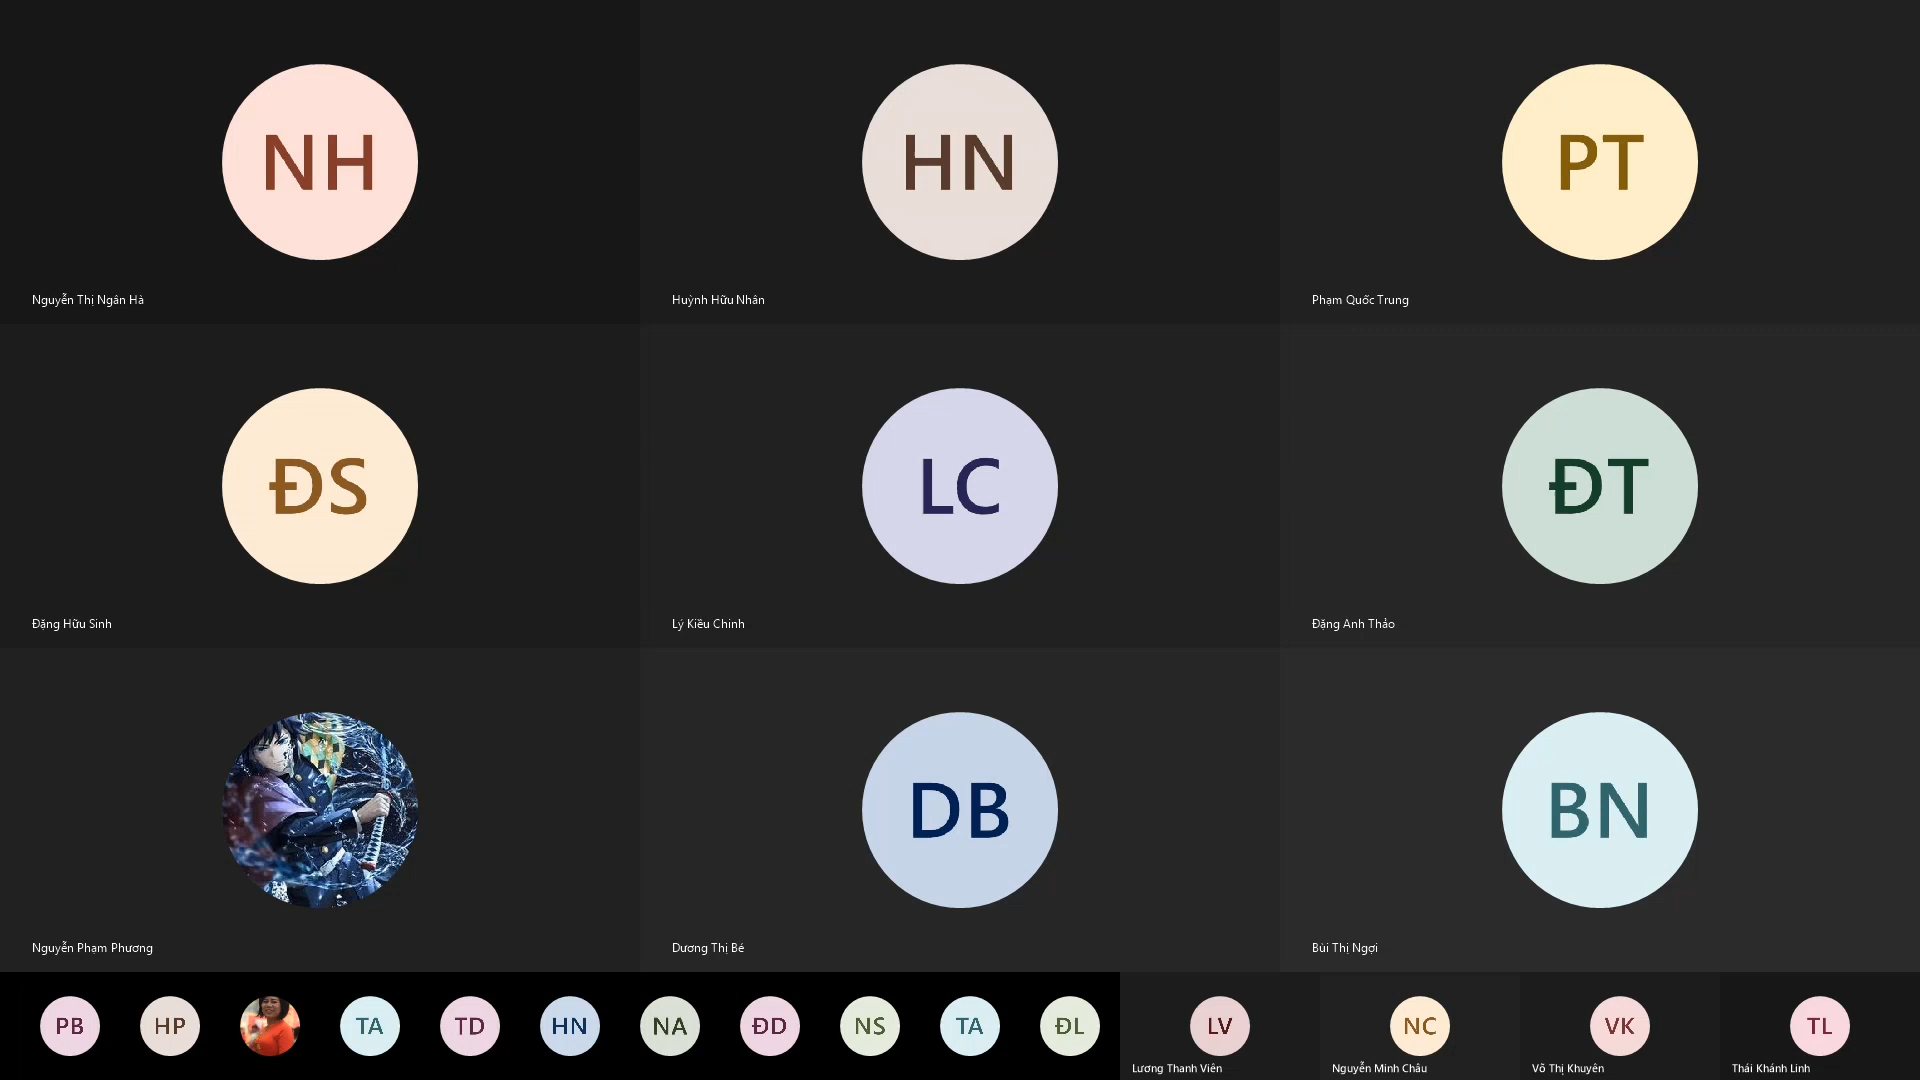 NH
HN
PT
Nguyễn Thị Ngân Hà
Huỳnh Hữu Nhân
Phạm Quốc Trung
ĐS
LC
ĐT
Đặng Hữu Sinh
Lý Kiều Chinh
Đặng Anh Thảo
DB
BN
Nguyễn Phạm Phương
Dương Thị Bé
Bùi Thị Ngợi
PB
HP
TA
TD
HN
NA
ĐD
NS
TA
ĐL
LV
NC
VK
TL
Lương Thanh Viên
Nguyễn Minh Châu
Võ Thị Khuyên
Thái Khánh Linh